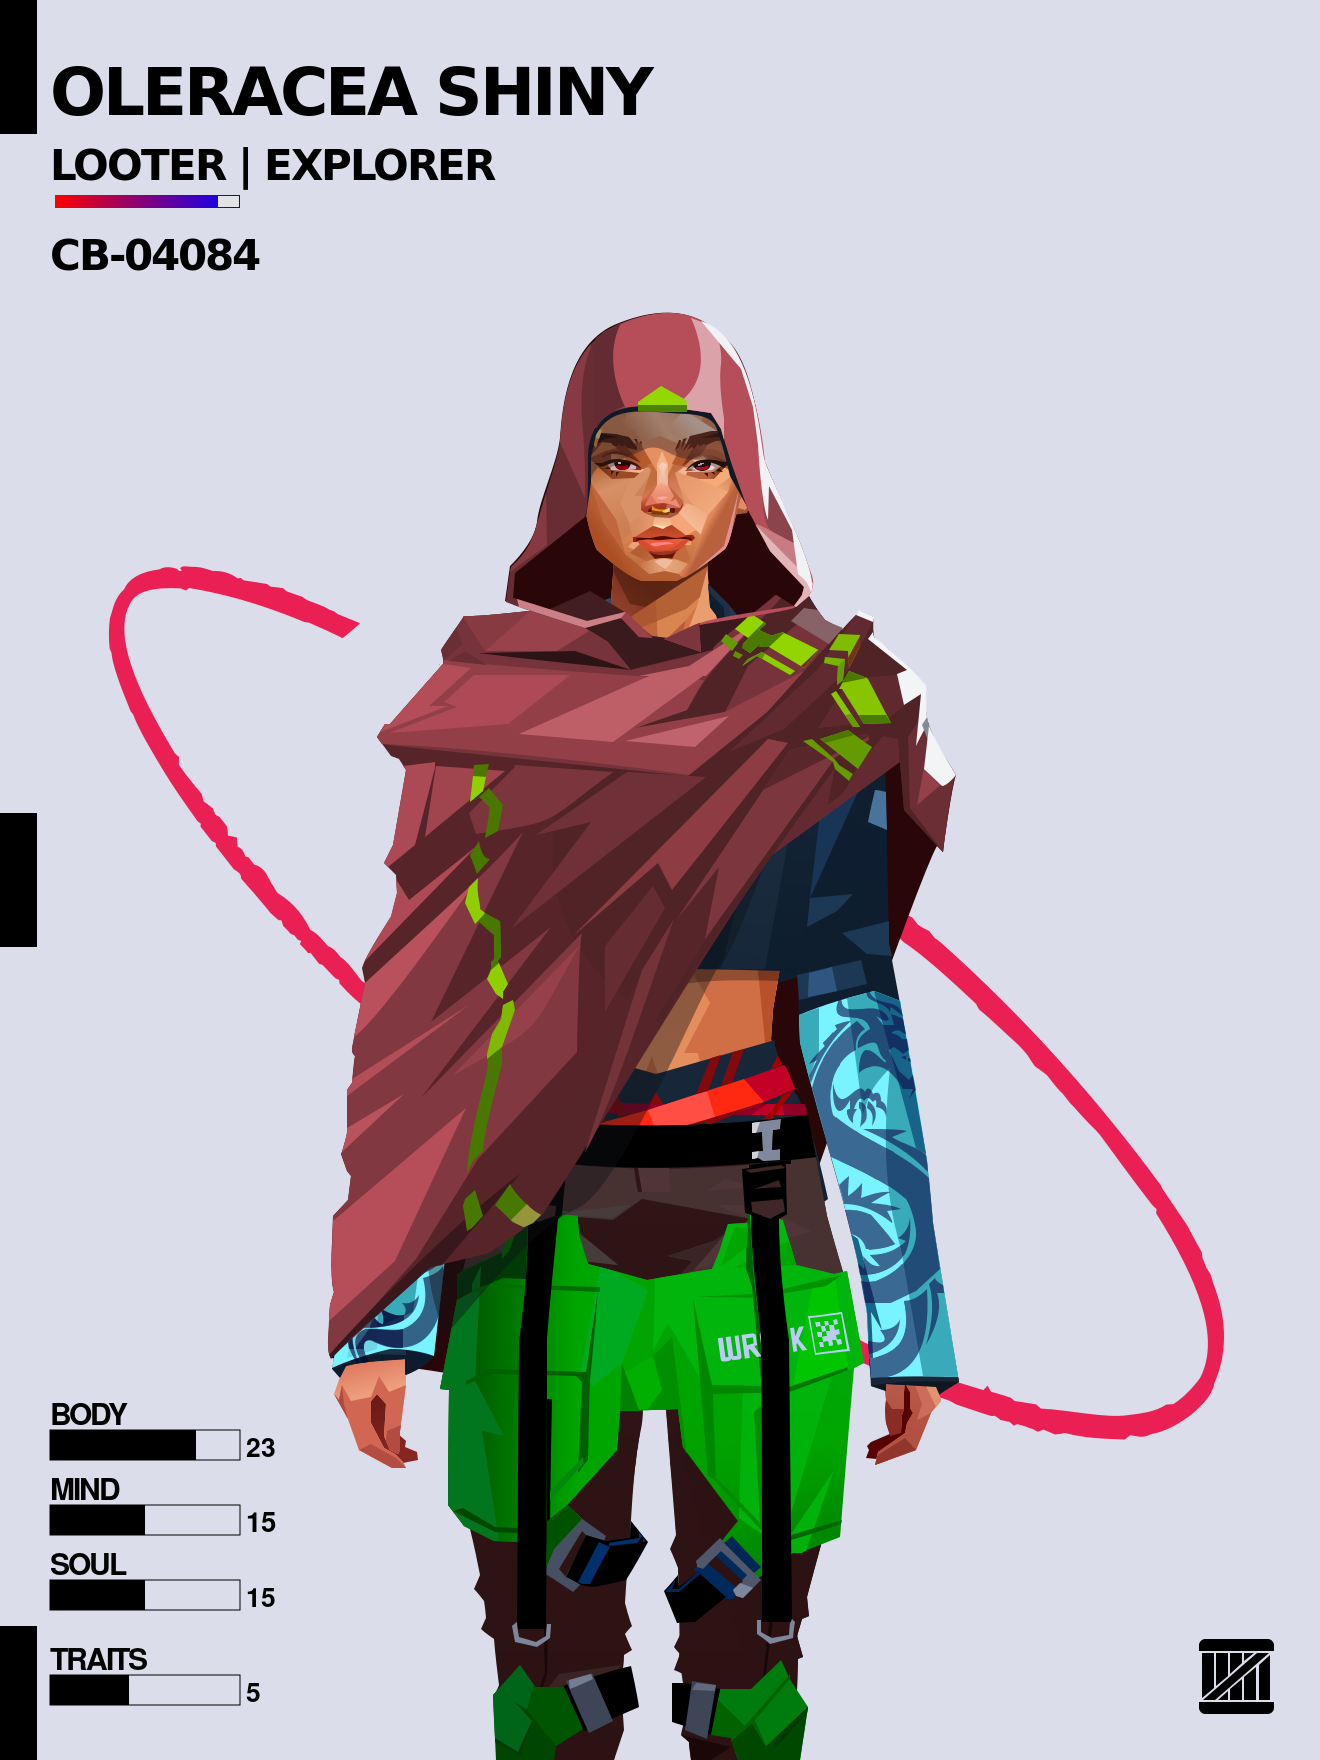 OLERACEA SHINY
LOOTER | EXPLORER
CB-04084
BODY
23
MIND
15
SOUL
15
TRAITS
5